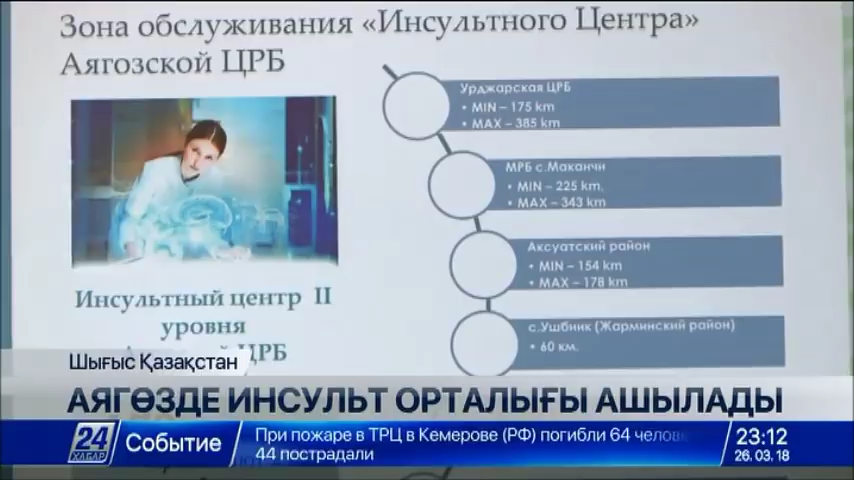 Зона обслуживания «Инсультного Центра»
Аягозской ЦРБ
Урджарская ЦРБ
• MIN – 175 km
• MAX – 385 km
МРБ с.Маканчи
• MIN – 225 km,
• MAX – 343 km
Аксуатский район
• MIN – 154 km
• MAX – 178 km
с.Ушбиик (Жарминский район)
• 60 км.
Инсультный центр II
уровня
ЦРБ
Шығыс Қазақстан
АЯГӨЗДЕ ИНСУЛЬТ ОРТАЛЫҒЫ АШЫЛАДЫ
24
ХАБАР
Событие
При пожаре в ТРЦ в Кемерове (РФ) погибли 64
44 пострадали
23:12
26.03.18